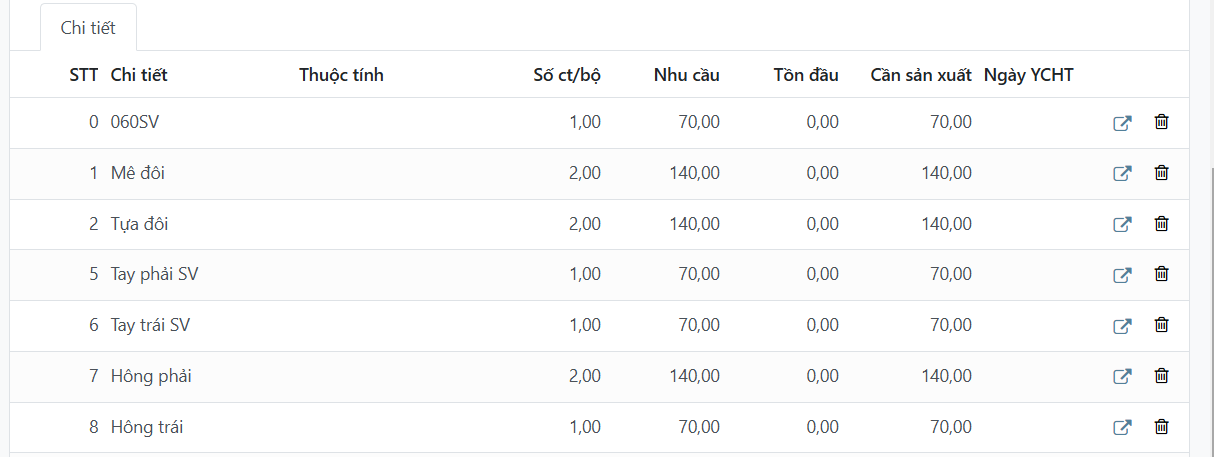 Chi tiết
STT Chi tiết Thuộc tính Số ct/bộ Nhu cầu Tồn đầu Cần sản xuất Ngày YCHT
0 060SV 1,00 70,00 0,00 70,00
1 Mê đôi 2,00 140,00 0,00 140,00
2 Tựa đôi 2,00 140,00 0,00 140,00
5 Tay phải SV 1,00 70,00 0,00 70,00
6 Tay trái SV 1,00 70,00 0,00 70,00
7 Hông phải 2,00 140,00 0,00 140,00
8 Hông trái 1,00 70,00 0,00 70,00